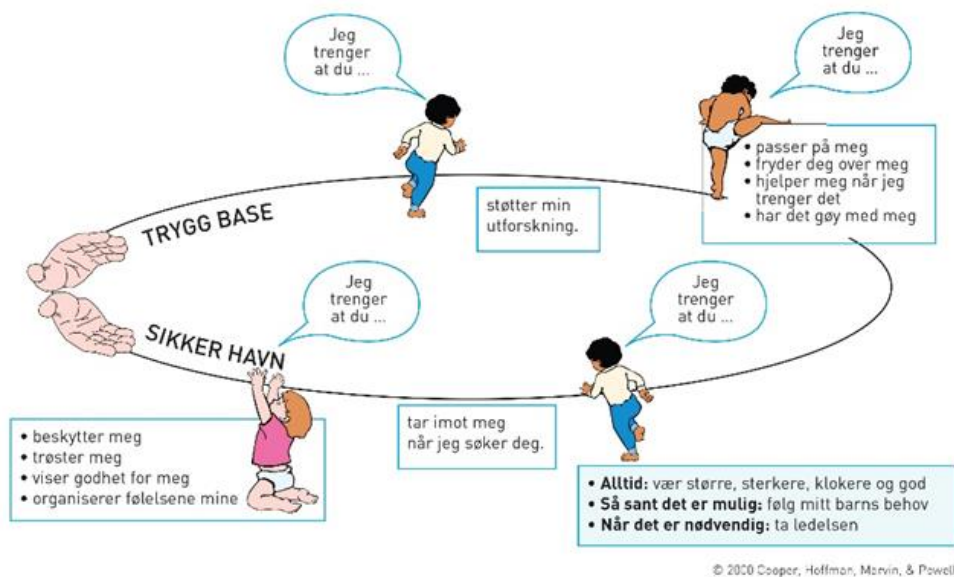 Jeg
trenger
at du ...
Jeg
trenger
at du ...
• passer på meg
• fryder deg over meg
• hjelper meg når jeg
trenger det
• har det gøy med meg
støtter min
utforskning.
TRYGG BASE
SIKKER HAVN
Jeg
trenger
at du ...
Jeg
trenger
at du ...
• beskytter meg
• trøster meg
• viser godhet for meg
• organiserer følelsene mine
tar imot meg
når jeg søker deg.
• Alltid: vær større, sterkere, klokere og god
• Så sant det er mulig: følg mitt barns behov
• Når det er nødvendig: ta ledelsen
© 2000 Cooper, Hoffman, Marvin, & Powell